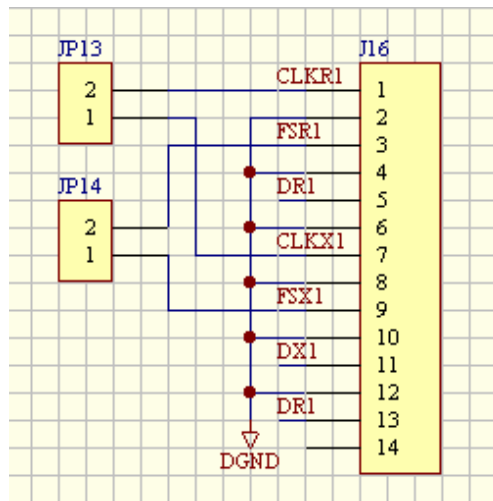 JP13 J16
CLKR1
2 1
1 2
FSR1
3
4
JP14 DR1
5
2 6
CLKX1
1 7
8
FSX1
9
10
DX1
11
12
DR1
13
14
DGND